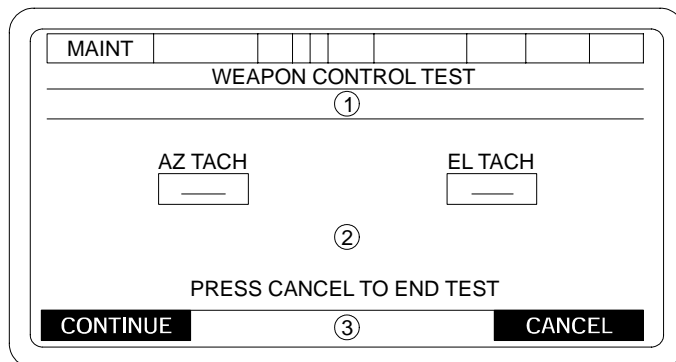 MAINT
WEAPON CONTROL TEST
1
AZ TACH EL TACH
2
PRESS CANCEL TO END TEST
CONTINUE 3 CANCEL